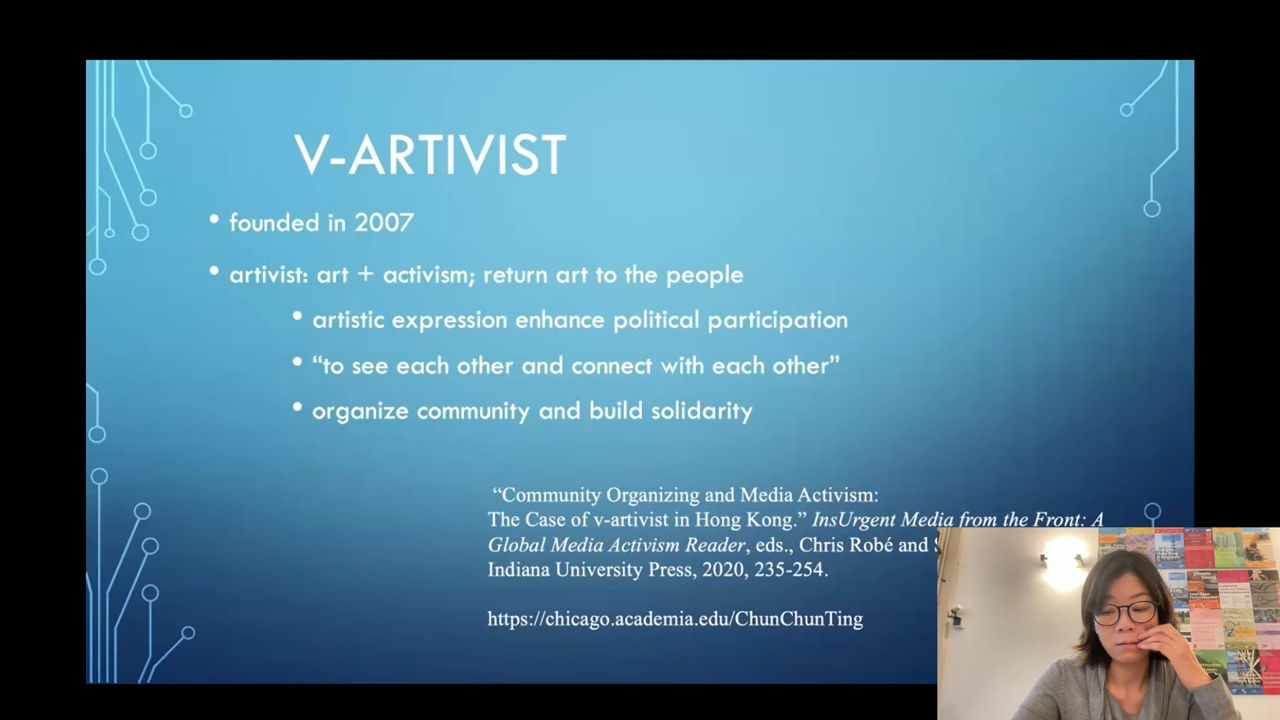 V-ARTIVIST
• founded in 2007
• artivist: art + activism; return art to the people
• artistic expression enhance political participation
• “to see each other and connect with each other”
• organize community and build solidarity
“Community Organizing and Media Activism:
The Case of v-artivist in Hong Kong.” InsUrgent Media from the Front: A
Global Media Activism Reader, eds., Chris Robé and
Indiana University Press, 2020, 235-254.
https://chicago.academia.edu/ChunChunTing